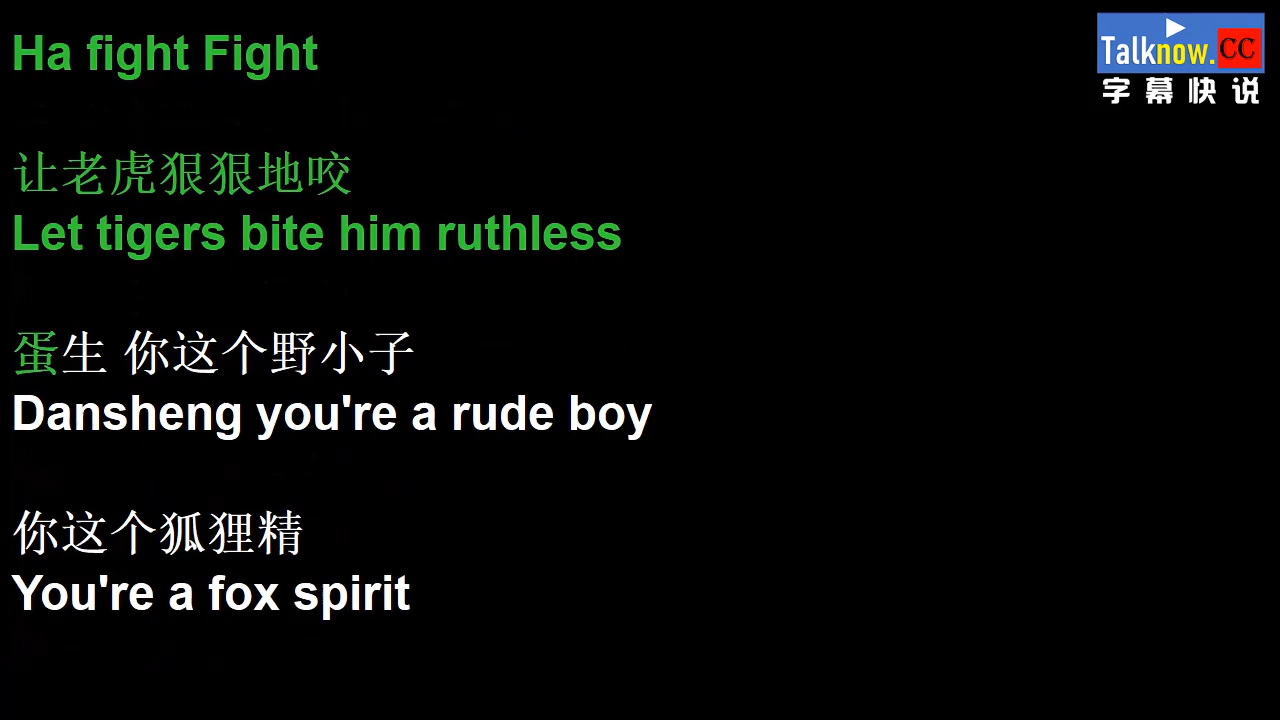 Ha fight Fight
Talknow.CC
字幕快说
让老虎狠狠地咬
Let tigers bite him ruthless
蛋生 你这个野小子
Dansheng you're a rude boy
你这个狐狸精
You're a fox spirit